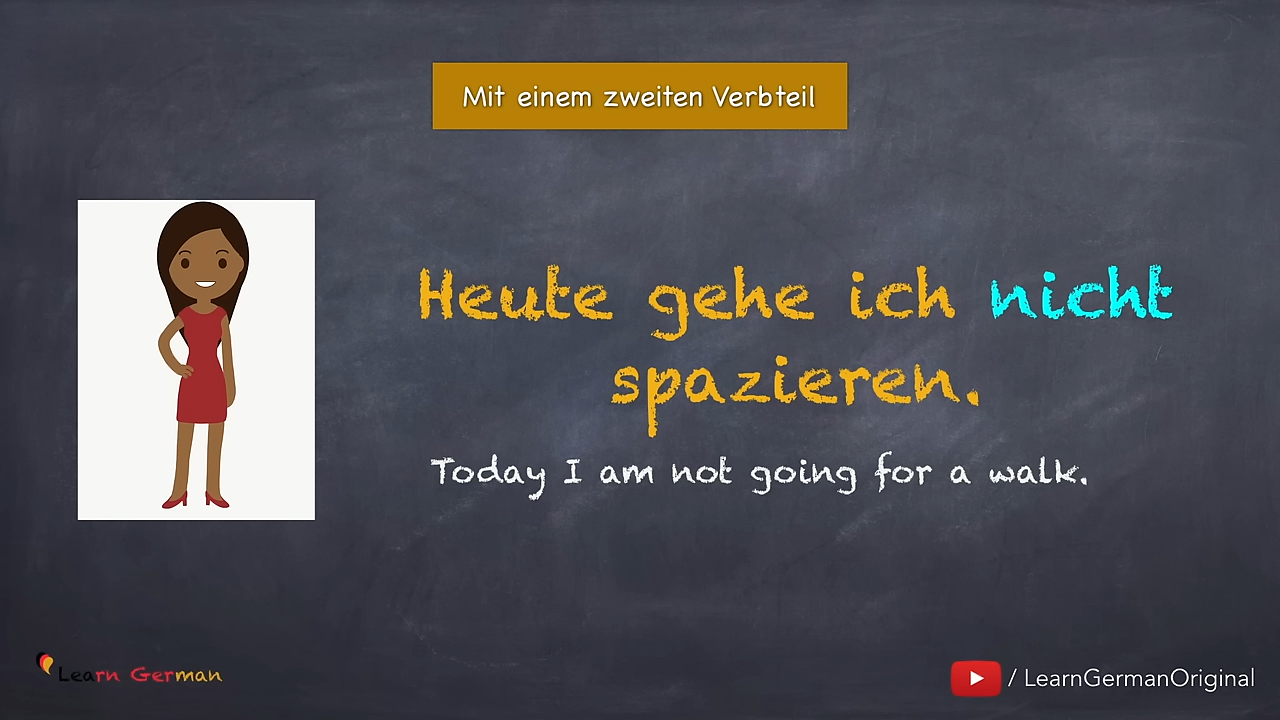 Mit einem zweiten Verbteil
Heute gehe ich nicht
spazieren.
Today I am not going for a walk.
Learn German
/ LearnGermanOriginal